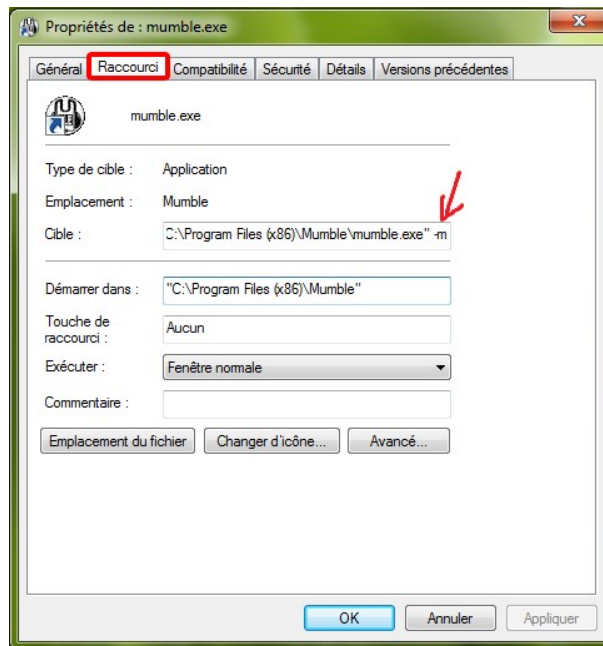 Propriétés de : mumble.exe
Général Raccourci Compatibilité Sécurité Détails Versions précédentes
mumble.exe
Type de cible : Application
Emplacement : Mumble
Cible : C:\Program Files (x86)\Mumble\mumble.exe" -m
Démarrer dans : "C:\Program Files (x86)\Mumble"
Touche de
raccourci : Aucun
Exécuter : Fenêtre normale
Commentaire :
Emplacement du fichier Changer d'icône... Avancé...
OK Annuler Appliquer